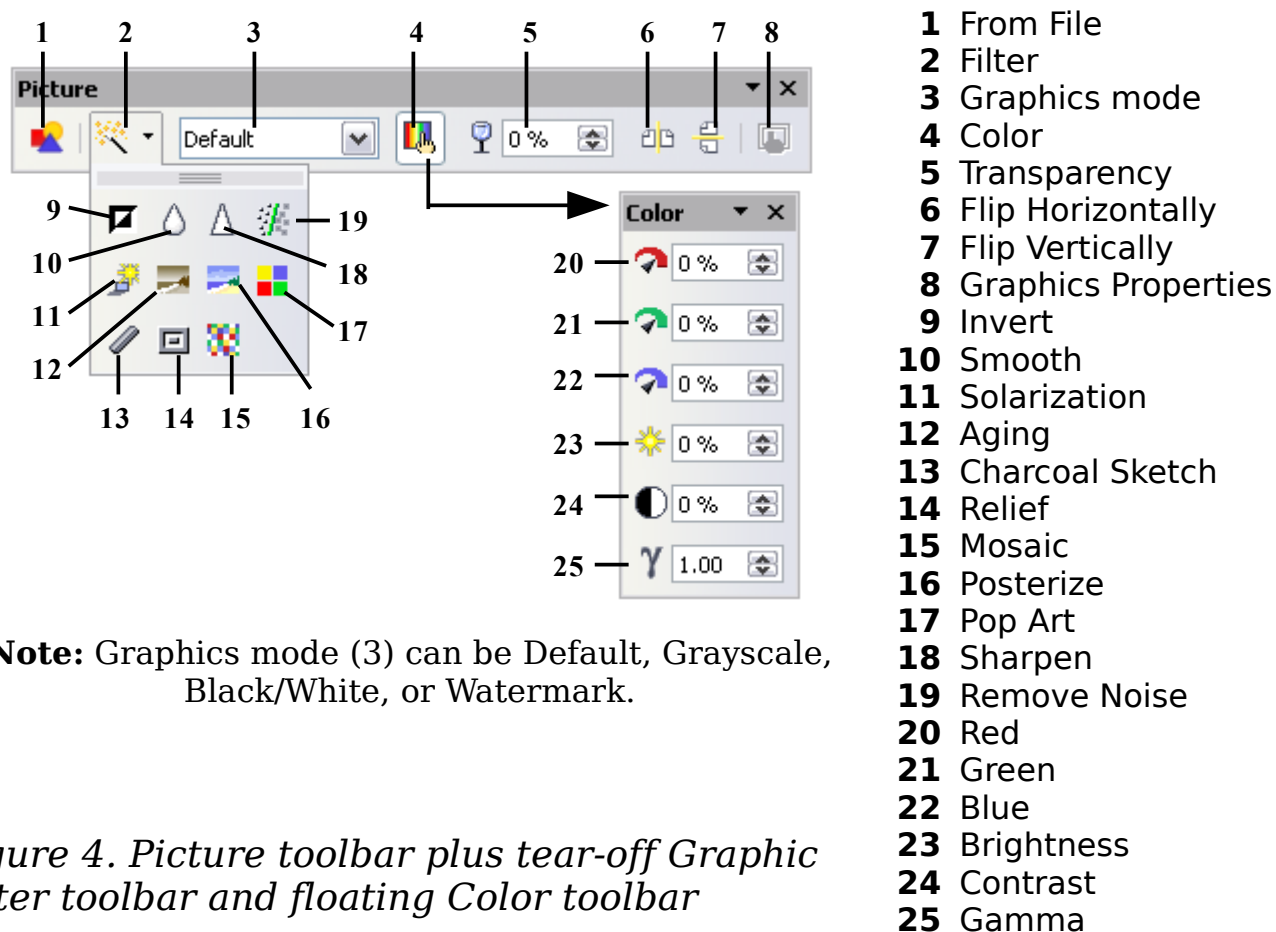 1 2 3 4 5 6 7 8
Picture
Default
0 %
9
19
10
18
11
17
12
13 14 15 16
Color
20 0 %
21 0 %
22 0 %
23 0 %
24 0 %
25 γ 1.00
Note: Graphics mode (3) can be Default, Grayscale,
Black/White, or Watermark.
gure 4. Picture toolbar plus tear-off Graphic
ter toolbar and floating Color toolbar
1 From File
2 Filter
3 Graphics mode
4 Color
5 Transparency
6 Flip Horizontally
7 Flip Vertically
8 Graphics Properties
9 Invert
10 Smooth
11 Solarization
12 Aging
13 Charcoal Sketch
14 Relief
15 Mosaic
16 Posterize
17 Pop Art
18 Sharpen
19 Remove Noise
20 Red
21 Green
22 Blue
23 Brightness
24 Contrast
25 Gamma